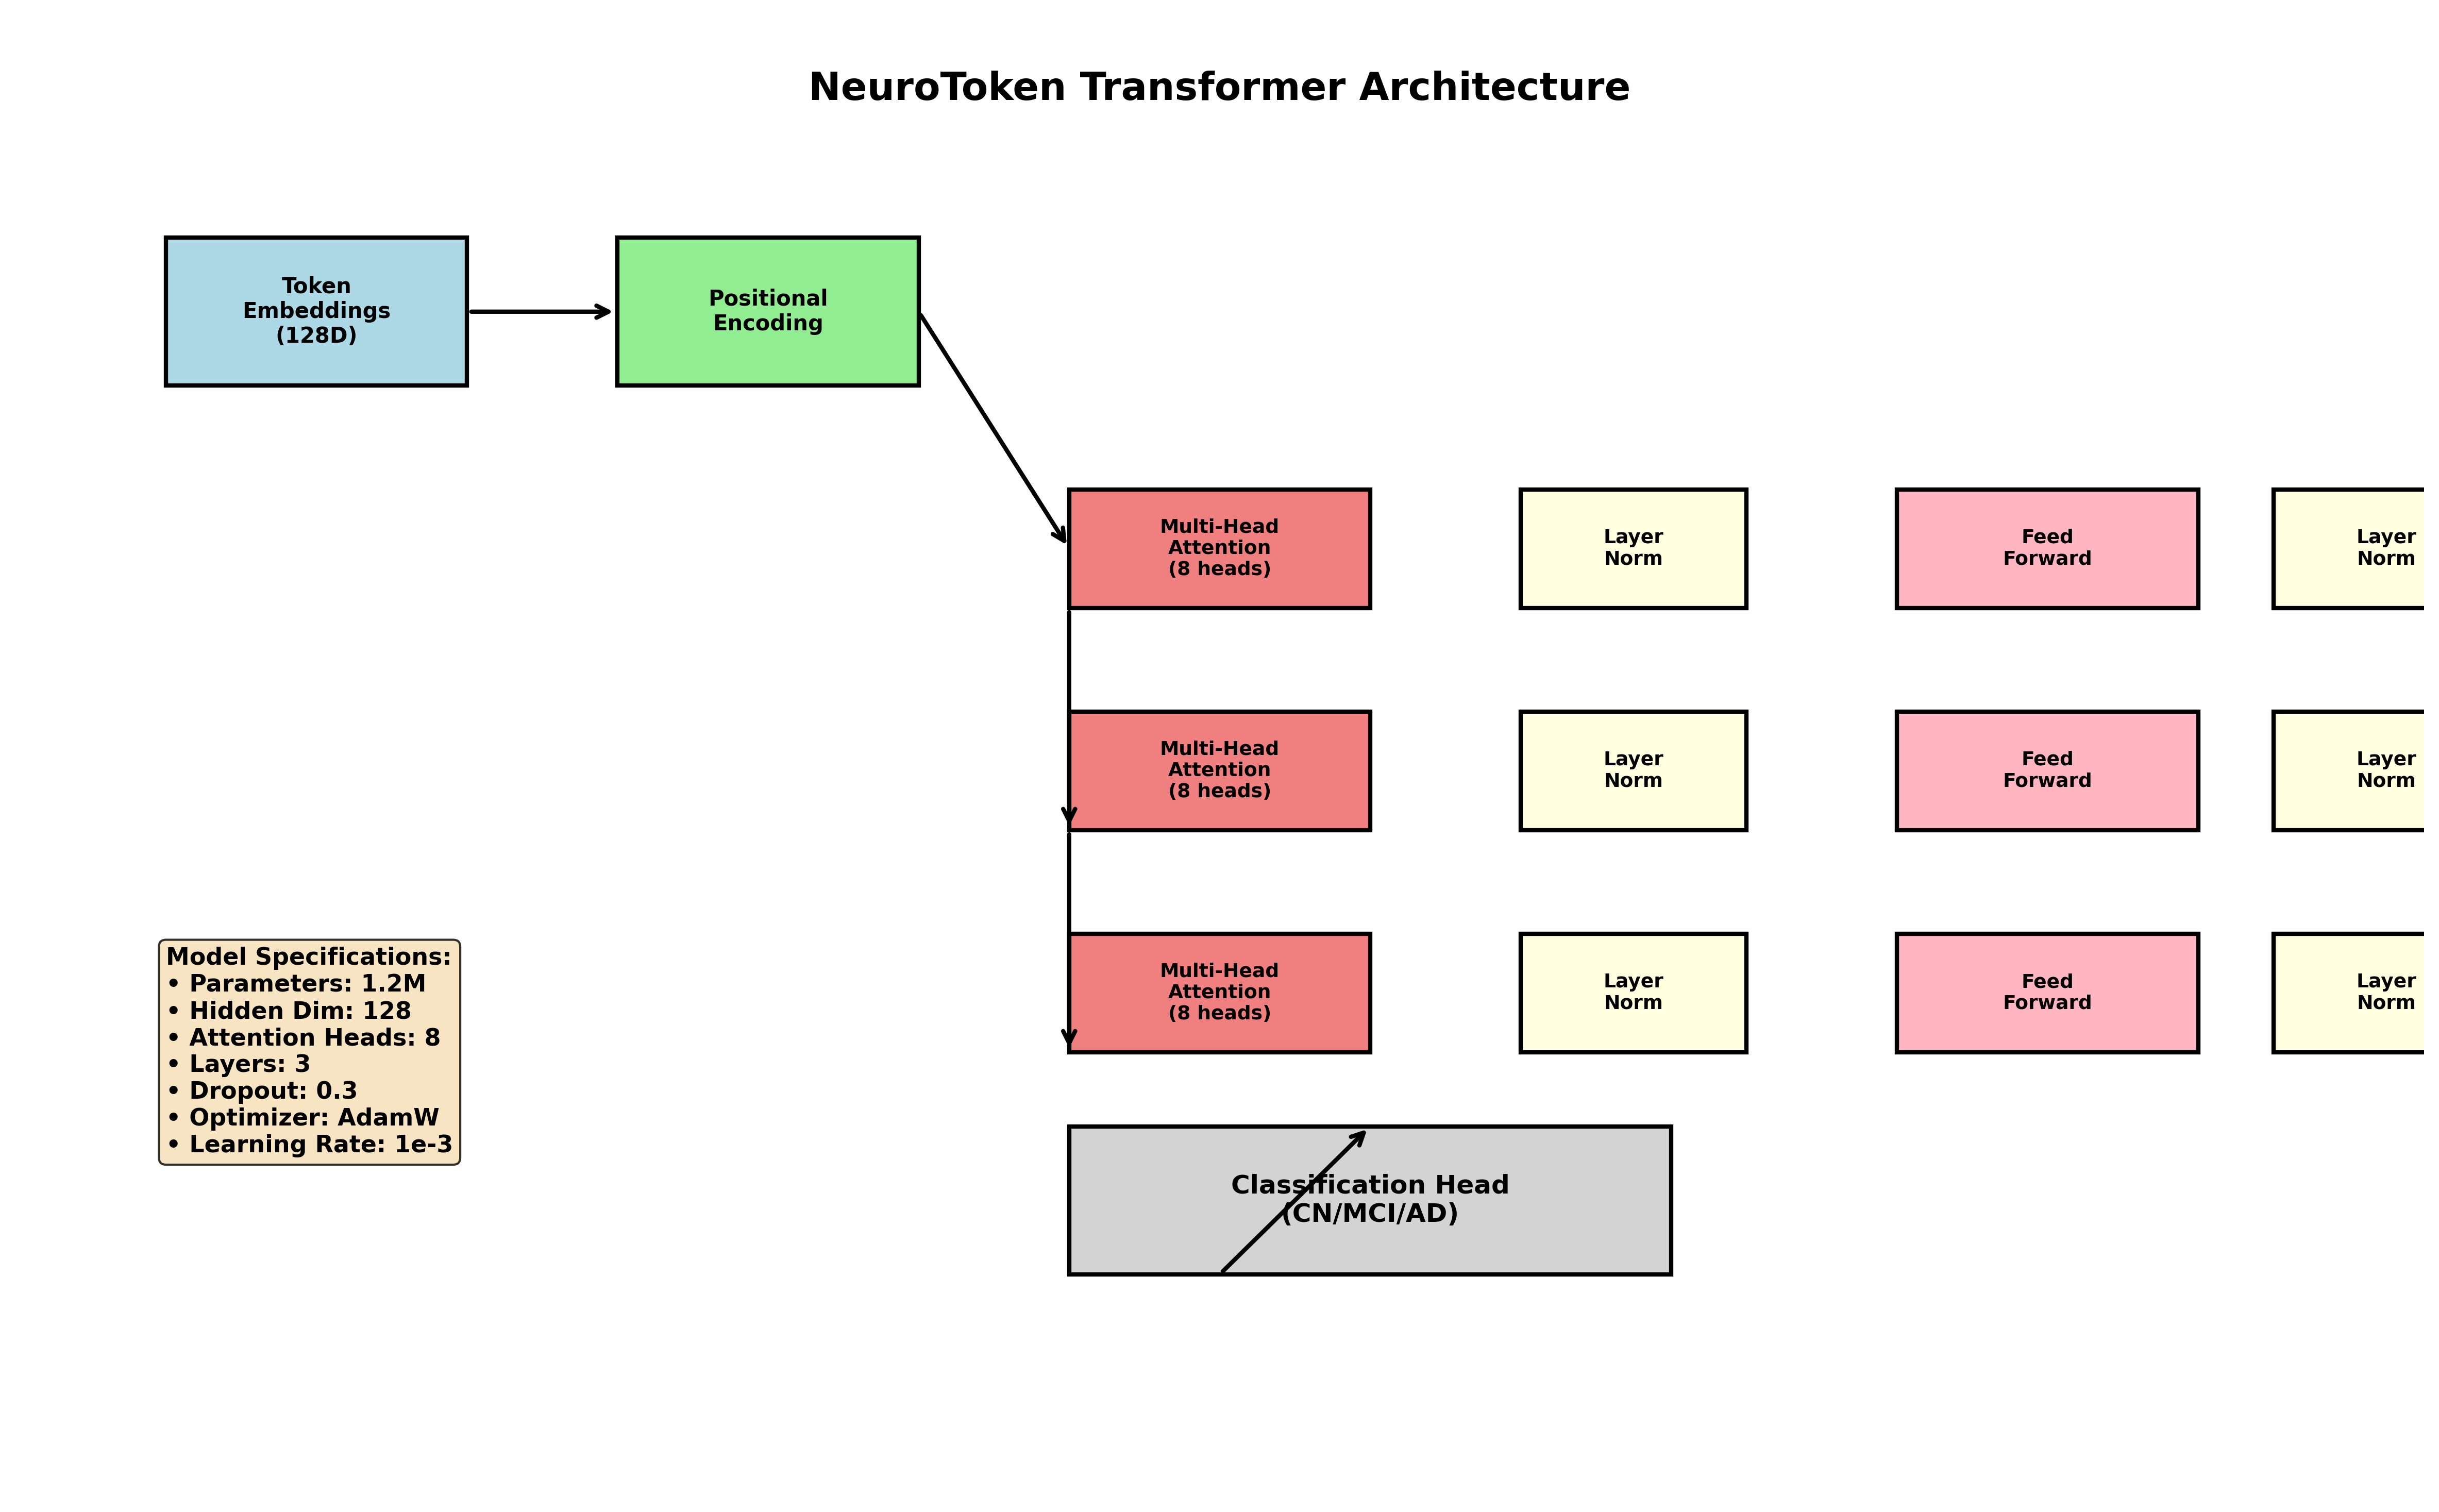 NeuroToken Transformer Architecture
Token
Embeddings
(128D)
Positional
Encoding
Multi-Head
Attention
(8 heads)
Layer
Norm
Feed
Forward
Layer
Norm
Multi-Head
Attention
(8 heads)
Layer
Norm
Feed
Forward
Layer
Norm
Multi-Head
Attention
(8 heads)
Layer
Norm
Feed
Forward
Layer
Norm
Model Specifications:
• Parameters: 1.2M
• Hidden Dim: 128
• Attention Heads: 8
• Layers: 3
• Dropout: 0.3
• Optimizer: AdamW
• Learning Rate: 1e-3
Classification Head
(CN/MCI/AD)